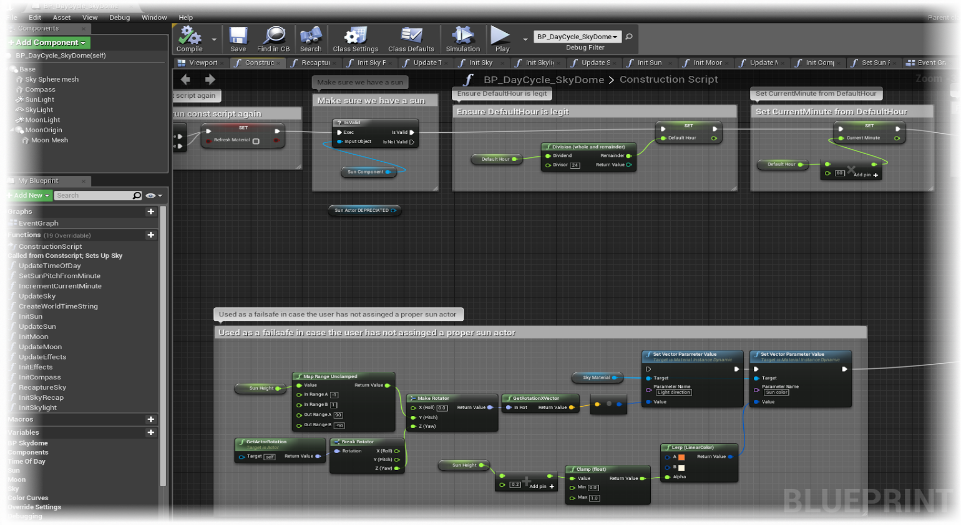 File Edit Asset View Debug Window Help
Components
Add Component
BP_DayCycle_SkyDome(self)
Base
Sky Sphere mesh
Compass
SunLight
SkyLight
MoonLight
MoonOrigin
Moon Mesh
My Blueprint
Add New
Search
Graphs
EventGraph
Functions (19 Overridable)
ConstructionScript
Called from Constscript; Sets Up Sky
UpdateTimeOfDay
SetSunPitchFromMinute
IncrementCurrentMinute
UpdateSky
CreateWorldTimeString
InitSun
UpdateSun
InitMoon
UpdateMoon
UpdateEffects
InitEffects
InitCompass
RecaptureSky
InitSkyRecap
InitSkylight
Macros
Variables
BP Skydome
Components
Time Of Day
Sun
Moon
Sky
Color Curves
Override Settings
Compile
Save
Find in CB
Search
Class Settings
Class Defaults
Simulation
Play
BP_DayCycle_SkyDome
Debug Filter
Viewport
Construc
Recaptur
Init Sky F
Update T
Init Sky
Init Skyli
Update S
Init Sun
Init Moor
Update M
Init Comp
Set Sun P
Event Gr
BP_DayCycle_SkyDome > Construction Script
Zoom
script again
run const script again
SET
Refresh Material
Make sure we have a sun
Make sure we have a sun
IsValid
Exec
Is Valid
Input Object
Is Not Valid
Sun Component
Sun Actor DEPRECATED
Ensure DefaultHour is legit
Ensure DefaultHour is legit
Default Hour
Division (whole and remainder)
Dividend
Remainder
Divisor 24
Return Value
SET
Default Hour
Set CurrentMinute from DefaultHour
Set CurrentMinute from DefaultHour
SET
Current Minute
Default Hour
60
Add pin +
Used as a failsafe in case the user has not assinged a proper sun actor
Used as a failsafe in case the user has not assinged a proper sun actor
Sun Height
Map Range Unclamped
Value
Return Value
In Range A
In Range B
Out Range A
Out Range B
GetActorRotation
Target is Actor
Target self
Return Value
Break Rotator
Rotation
X (Roll)
Y (Pitch)
Z (Yaw)
Make Rotator
X (Roll) 0.0
Return Value
Y (Pitch)
Z (Yaw)
GetRotationXVector
In Rot
Return Value
Sky Material
Set Vector Parameter Value
Target is Material Instance Dynamic
Target
Parameter Name
Light direction
Value
Set Vector Parameter Value
Target is Material Instance Dynamic
Target
Parameter Name
Sun color
Value
Sun Height
Add pin +
Clamp (float)
Value
Return Value
Min 0.0
Max 1.0
Lerp (LinearColor)
A
Return Value
B
Alpha
BLUEPRINT